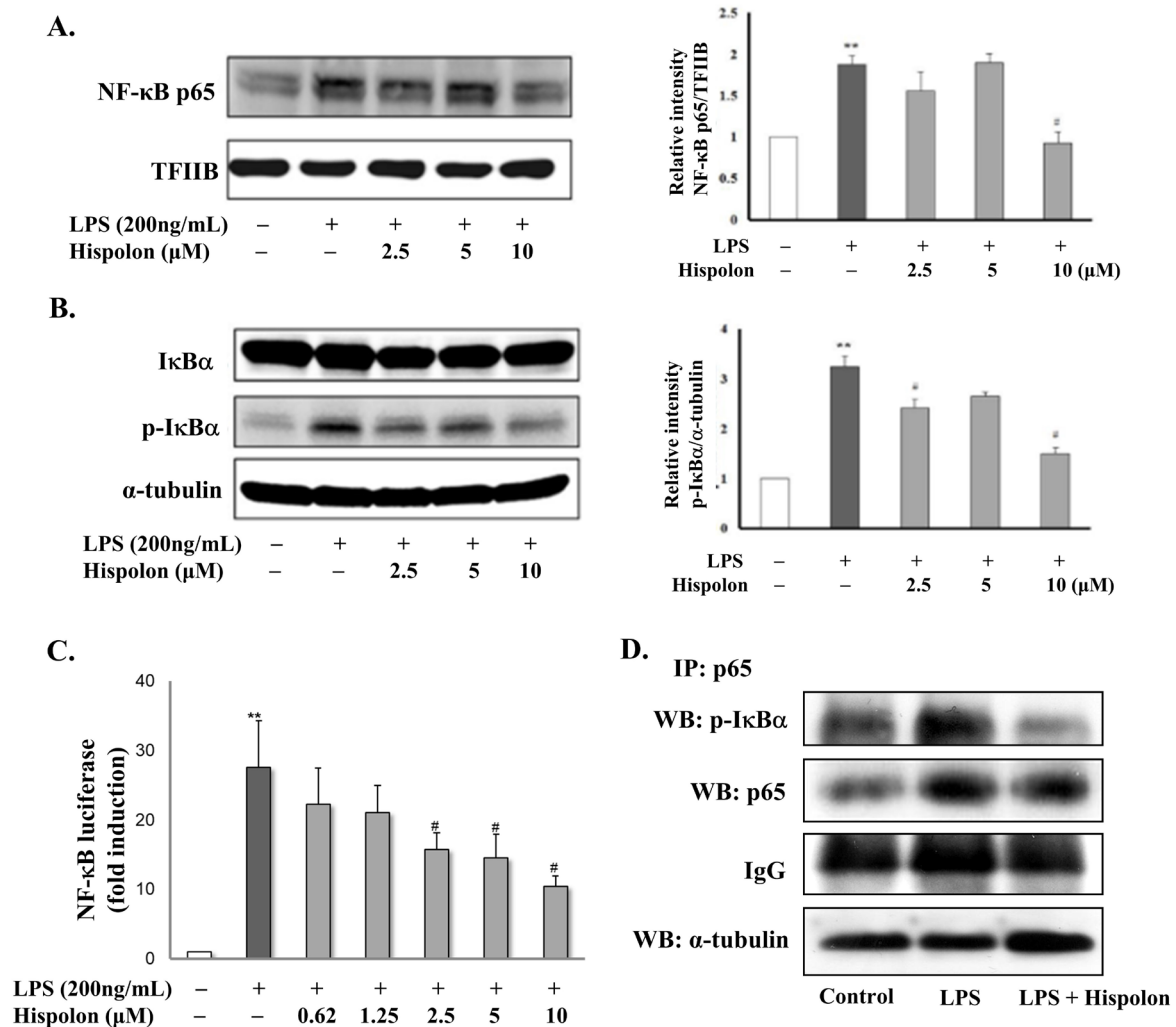 A.
NF-κB p65
TFIIB
LPS (200ng/mL) – + + + +
Hispolon (μM) – – 2.5 5 10
Relative intensity
NF-κB p65/TFIIB
2.5
2
1.5
1
0.5
0
**
#
LPS – + + + +
Hispolon – – 2.5 5 10 (μM)
B.
IκBα
p-IκBα
α-tubulin
LPS (200ng/mL) – + + + +
Hispolon (μM) – – 2.5 5 10
Relative intensity
p-IκBα/α-tubulin
4
3
2
1
0
**
#
#
LPS – + + + +
Hispolon – – 2.5 5 10 (μM)
C.
NF-κB luciferase
(fold induction)
40
30
20
10
0
**
#
#
#
LPS (200ng/mL) – + + + + + +
Hispolon (μM) – – 0.62 1.25 2.5 5 10
D.
IP: p65
WB: p-IκBα
WB: p65
IgG
WB: α-tubulin
Control LPS LPS + Hispolon